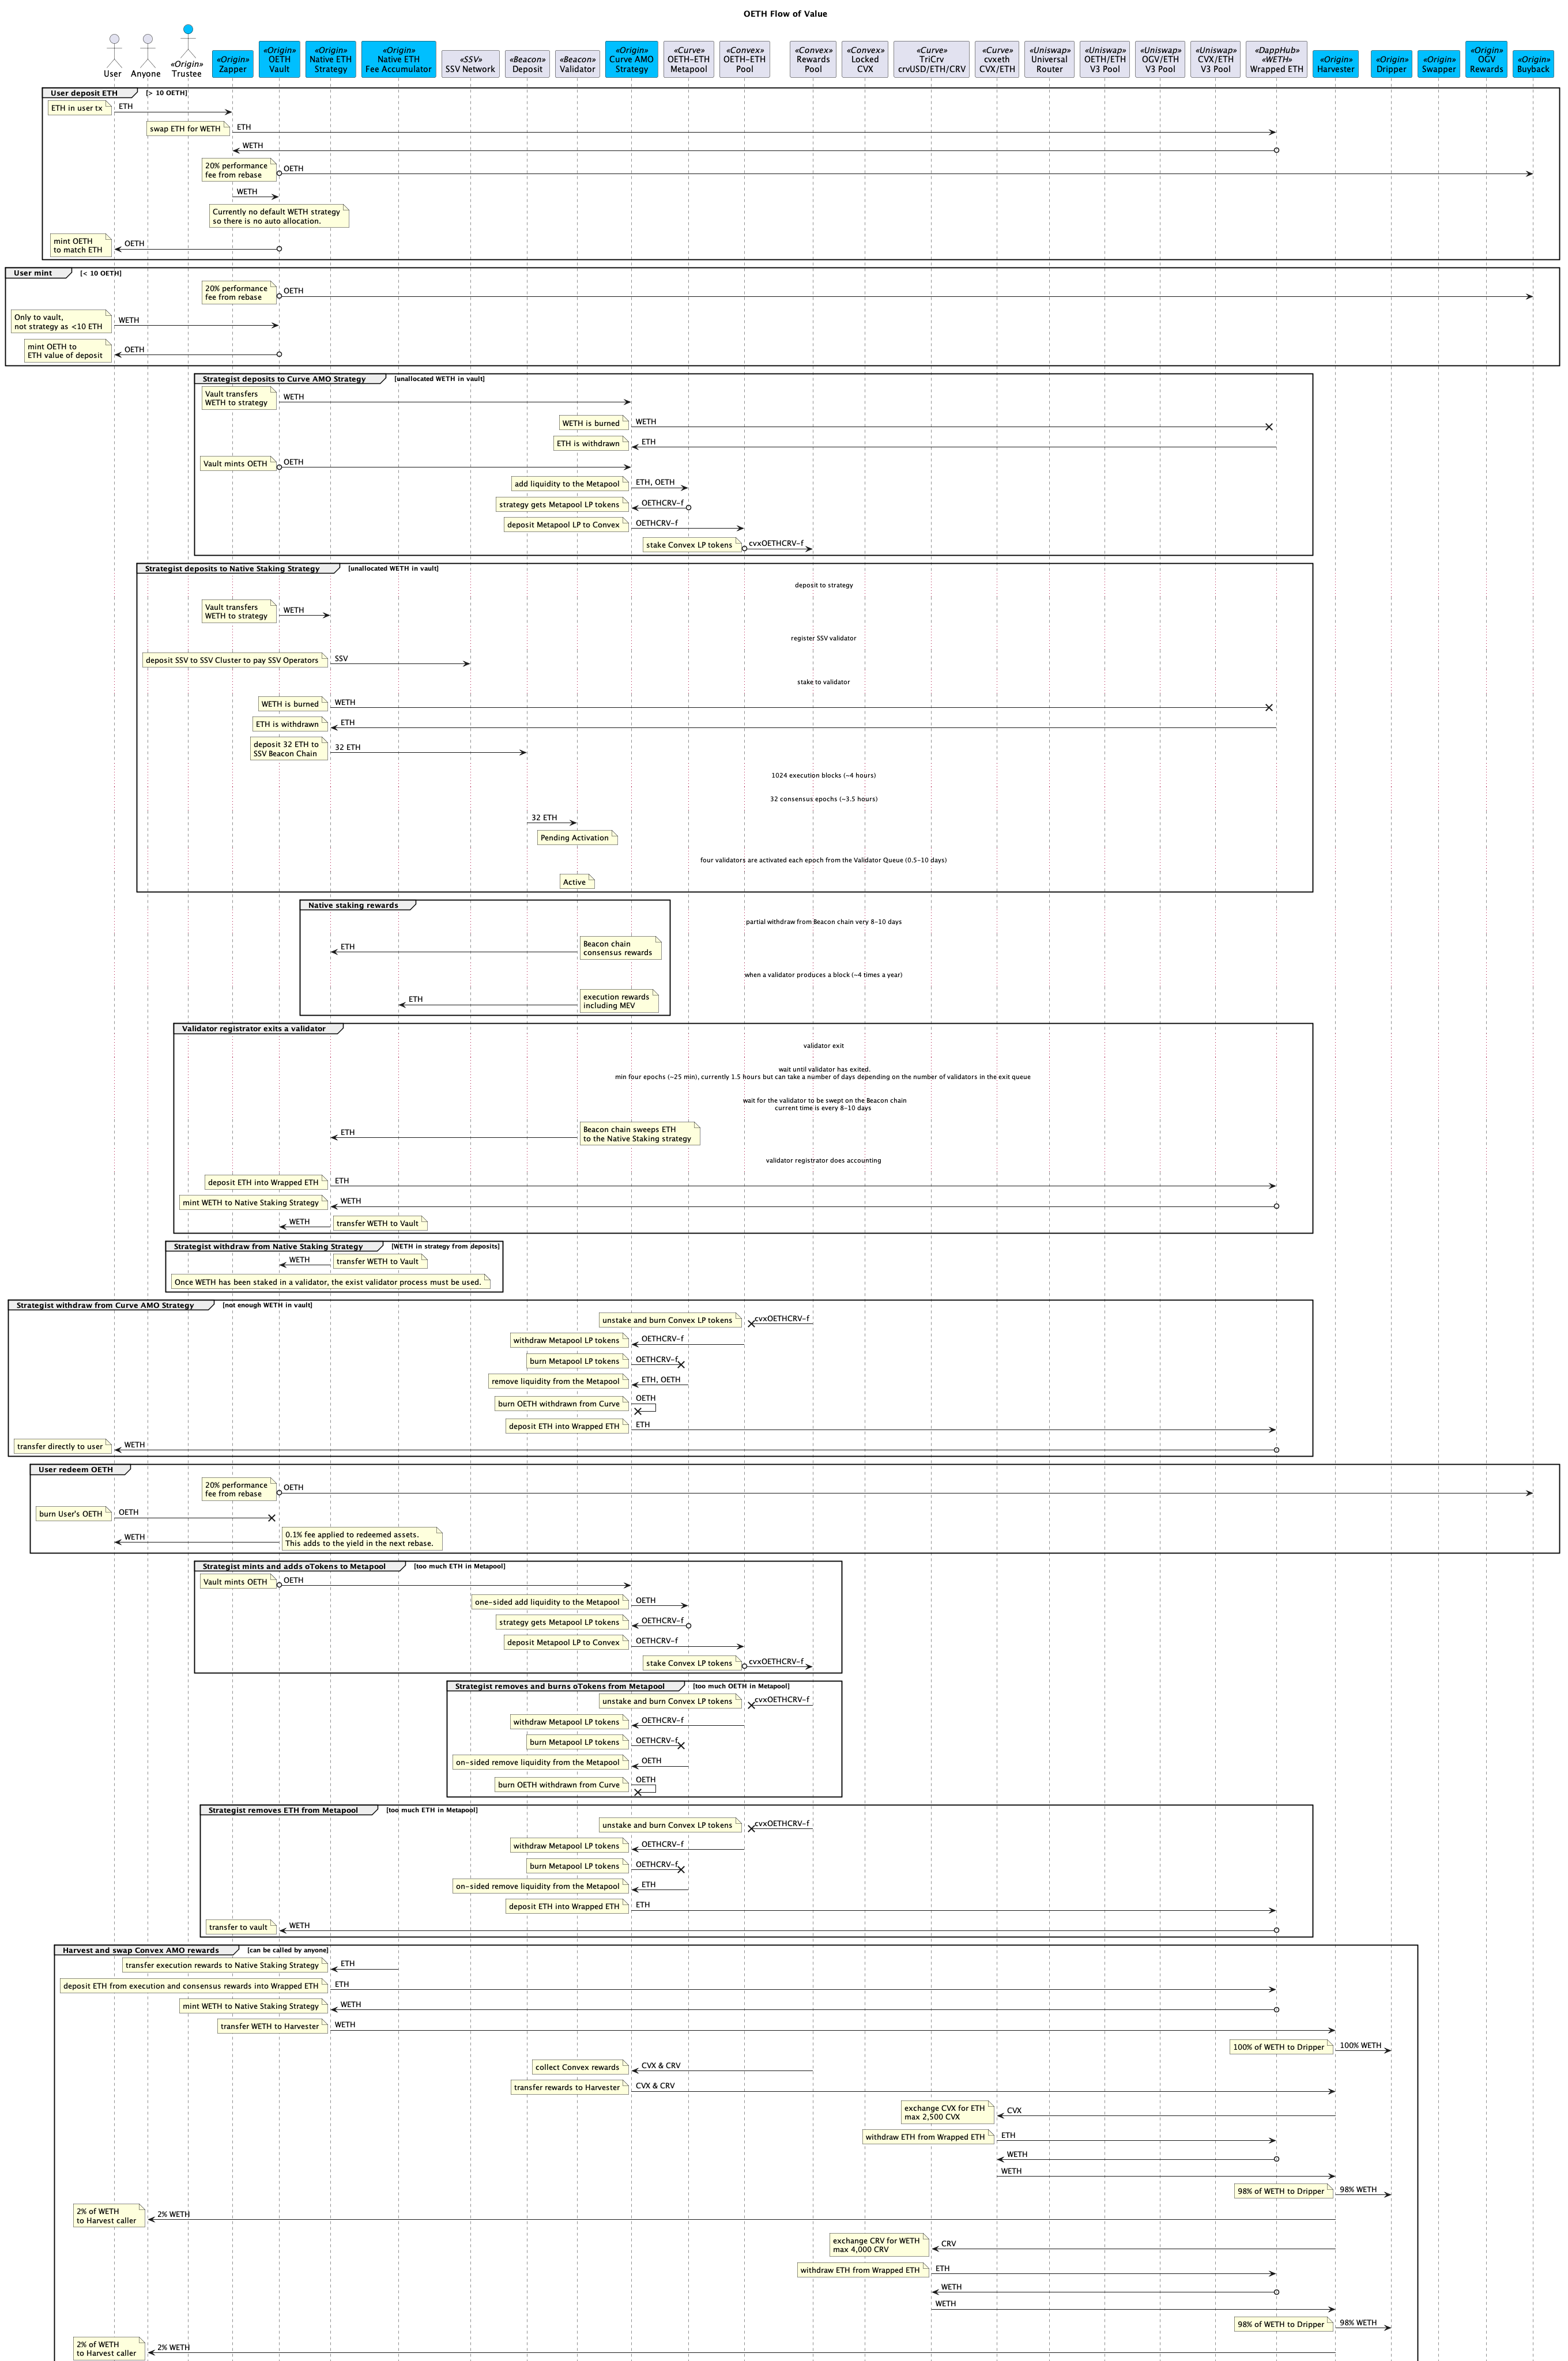 OETH Flow of Value
User
Anyone
«Origin»
Trustee
«Origin»
Zapper
«Origin»
OETH
Vault
«Origin»
Native ETH
Strategy
«Origin»
Native ETH
Fee Accumulator
«SSV»
SSV Network
«Beacon»
Deposit
«Beacon»
Validator
«Origin»
Curve AMO
Strategy
«Curve»
OETH-ETH
Metapool
«Convex»
OETH-ETH
Pool
«Convex»
Rewards
Pool
«Convex»
Locked
CVX
«Curve»
TriCrv
crvUSD/ETH/CRV
«Curve»
cvxeth
CVX/ETH
«Uniswap»
Universal
Router
«Uniswap»
OETH/ETH
V3 Pool
«Uniswap»
OGV/ETH
V3 Pool
«Uniswap»
CVX/ETH
V3 Pool
«DappHub»
«WETH»
Wrapped ETH
«Origin»
Harvester
«Origin»
Dripper
«Origin»
Swapper
«Origin»
OGV
Rewards
«Origin»
Buyback
User deposit ETH [> 10 OETH]
ETH in user tx
ETH
swap ETH for WETH
ETH
WETH
20% performance
fee from rebase
OETH
WETH
Currently no default WETH strategy
so there is no auto allocation.
mint OETH
to match ETH
OETH
User mint [< 10 OETH]
20% performance
fee from rebase
OETH
Only to vault,
not strategy as <10 ETH
WETH
mint OETH to
ETH value of deposit
OETH
Strategist deposits to Curve AMO Strategy [unallocated WETH in vault]
Vault transfers
WETH to strategy
WETH
WETH is burned
WETH
ETH is withdrawn
ETH
Vault mints OETH
OETH
add liquidity to the Metapool
ETH, OETH
strategy gets Metapool LP tokens
OETHCRV-f
deposit Metapool LP to Convex
OETHCRV-f
stake Convex LP tokens
cvxOETHCRV-f
Strategist deposits to Native Staking Strategy [unallocated WETH in vault]
deposit to strategy
Vault transfers
WETH to strategy
WETH
register SSV validator
deposit SSV to SSV Cluster to pay SSV Operators
SSV
stake to validator
WETH is burned
WETH
ETH is withdrawn
ETH
deposit 32 ETH to
SSV Beacon Chain
32 ETH
1024 execution blocks (~4 hours)
32 consensus epochs (~3.5 hours)
32 ETH
Pending Activation
four validators are activated each epoch from the Validator Queue (0.5-10 days)
Active
Native staking rewards
partial withdraw from Beacon chain very 8-10 days
ETH
Beacon chain
consensus rewards
when a validator produces a block (~4 times a year)
ETH
execution rewards
including MEV
Validator registrator exits a validator
validator exit
wait until validator has exited.
min four epochs (~25 min), currently 1.5 hours but can take a number of days depending on the number of validators in the exit queue
wait for the validator to be swept on the Beacon chain
current time is every 8-10 days
ETH
Beacon chain sweeps ETH
to the Native Staking strategy
validator registrator does accounting
deposit ETH into Wrapped ETH
ETH
mint WETH to Native Staking Strategy
WETH
WETH
transfer WETH to Vault
Strategist withdraw from Native Staking Strategy [WETH in strategy from deposits]
WETH
transfer WETH to Vault
Once WETH has been staked in a validator, the exist validator process must be used.
Strategist withdraw from Curve AMO Strategy [not enough WETH in vault]
unstake and burn Convex LP tokens
cvxOETHCRV-f
withdraw Metapool LP tokens
OETHCRV-f
burn Metapool LP tokens
OETHCRV-f
remove liquidity from the Metapool
ETH, OETH
burn OETH withdrawn from Curve
OETH
deposit ETH into Wrapped ETH
ETH
transfer directly to user
WETH
User redeem OETH
20% performance
fee from rebase
OETH
burn User's OETH
OETH
WETH
0.1% fee applied to redeemed assets.
This adds to the yield in the next rebase.
Strategist mints and adds oTokens to Metapool [too much ETH in Metapool]
Vault mints OETH
OETH
one-sided add liquidity to the Metapool
OETH
strategy gets Metapool LP tokens
OETHCRV-f
deposit Metapool LP to Convex
OETHCRV-f
stake Convex LP tokens
cvxOETHCRV-f
Strategist removes and burns oTokens from Metapool [too much OETH in Metapool]
unstake and burn Convex LP tokens
cvxOETHCRV-f
withdraw Metapool LP tokens
OETHCRV-f
burn Metapool LP tokens
OETHCRV-f
on-sided remove liquidity from the Metapool
OETH
burn OETH withdrawn from Curve
OETH
Strategist removes ETH from Metapool [too much ETH in Metapool]
unstake and burn Convex LP tokens
cvxOETHCRV-f
withdraw Metapool LP tokens
OETHCRV-f
burn Metapool LP tokens
OETHCRV-f
on-sided remove liquidity from the Metapool
ETH
deposit ETH into Wrapped ETH
ETH
transfer to vault
WETH
Harvest and swap Convex AMO rewards [can be called by anyone]
transfer execution rewards to Native Staking Strategy
ETH
deposit ETH from execution and consensus rewards into Wrapped ETH
ETH
mint WETH to Native Staking Strategy
WETH
transfer WETH to Harvester
WETH
100% of WETH to Dripper
100% WETH
collect Convex rewards
CVX & CRV
transfer rewards to Harvester
CVX & CRV
exchange CVX for ETH
max 2,500 CVX
CVX
withdraw ETH from Wrapped ETH
ETH
WETH
WETH
98% of WETH to Dripper
98% WETH
2% of WETH
to Harvest caller
2% WETH
exchange CRV for WETH
max 4,000 CRV
CRV
withdraw ETH from Wrapped ETH
ETH
WETH
WETH
98% of WETH to Dripper
98% WETH
2% of WETH
to Harvest caller
2% WETH